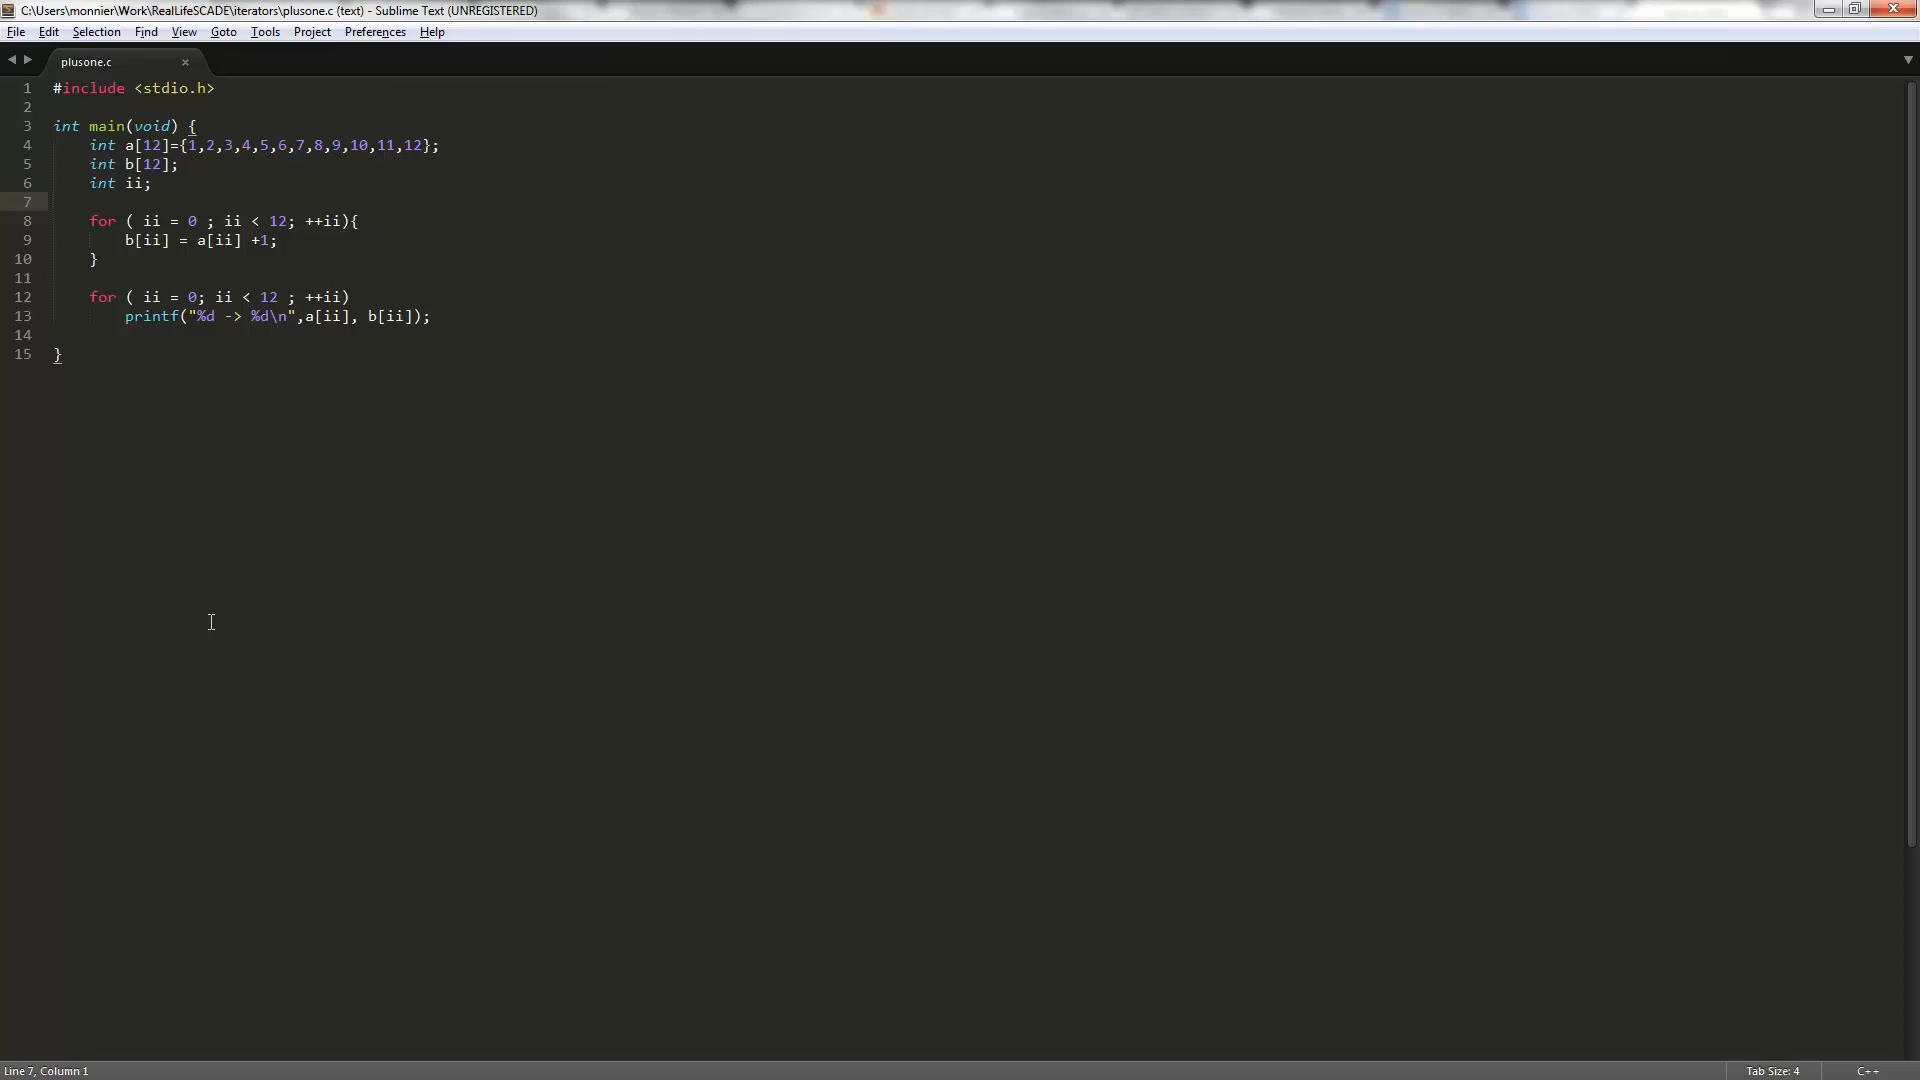 C:\Users\monnier\Work\RealLifeSCADE\iterators\plusone.c (text) - Sublime Text (UNREGISTERED)
File Edit Selection Find View Goto Tools Project Preferences Help
plusone.c
1 #include <stdio.h>
2
3 int main(void) {
4     int a[12]={1,2,3,4,5,6,7,8,9,10,11,12};
5     int b[12];
6     int ii;
7
8     for ( ii = 0 ; ii < 12; ++ii){
9         b[ii] = a[ii] +1;
10     }
11
12     for ( ii = 0; ii < 12 ; ++ii)
13         printf("%d -> %d\n",a[ii], b[ii]);
14
15 }
Line 7, Column 1 Tab Size: 4 C++